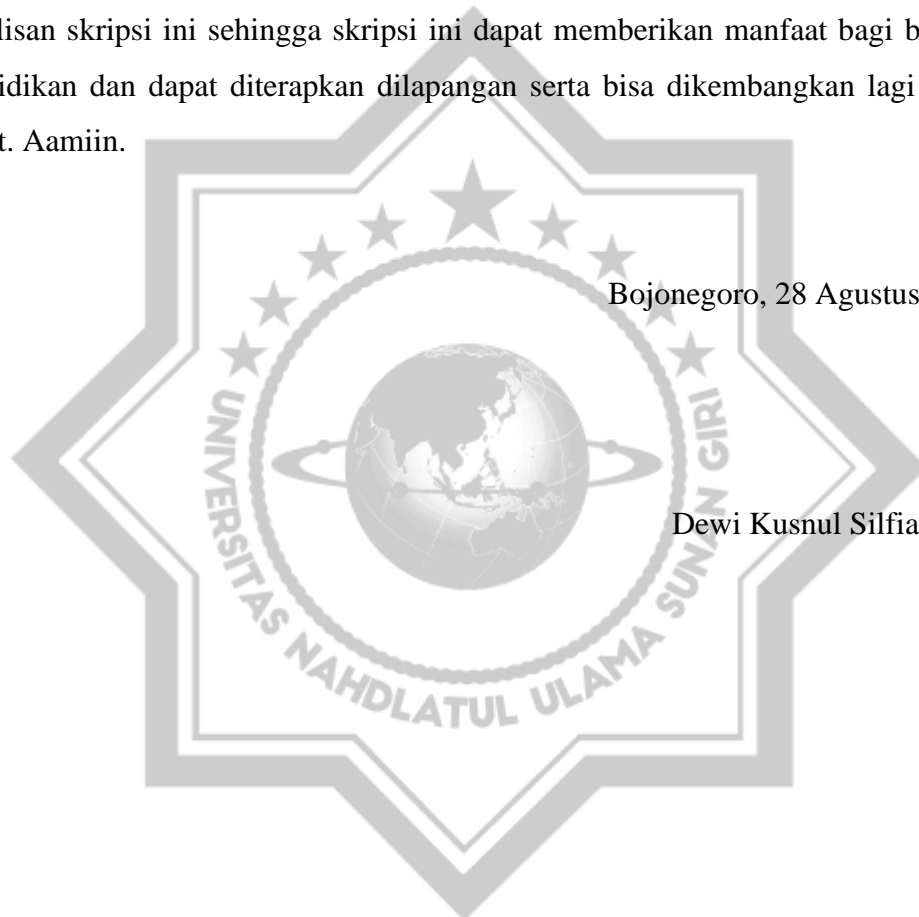 lisan skripsi ini sehingga skripsi ini dapat memberikan manfaat bagi b
idikan dan dapat diterapkan dilapangan serta bisa dikembangkan lagi
t. Aamiin.
Bojonegoro, 28 Agustus
Dewi Kusnul Silfia
UNIVERSITAS NAHDLATUL ULAMA SUNAN GIRI